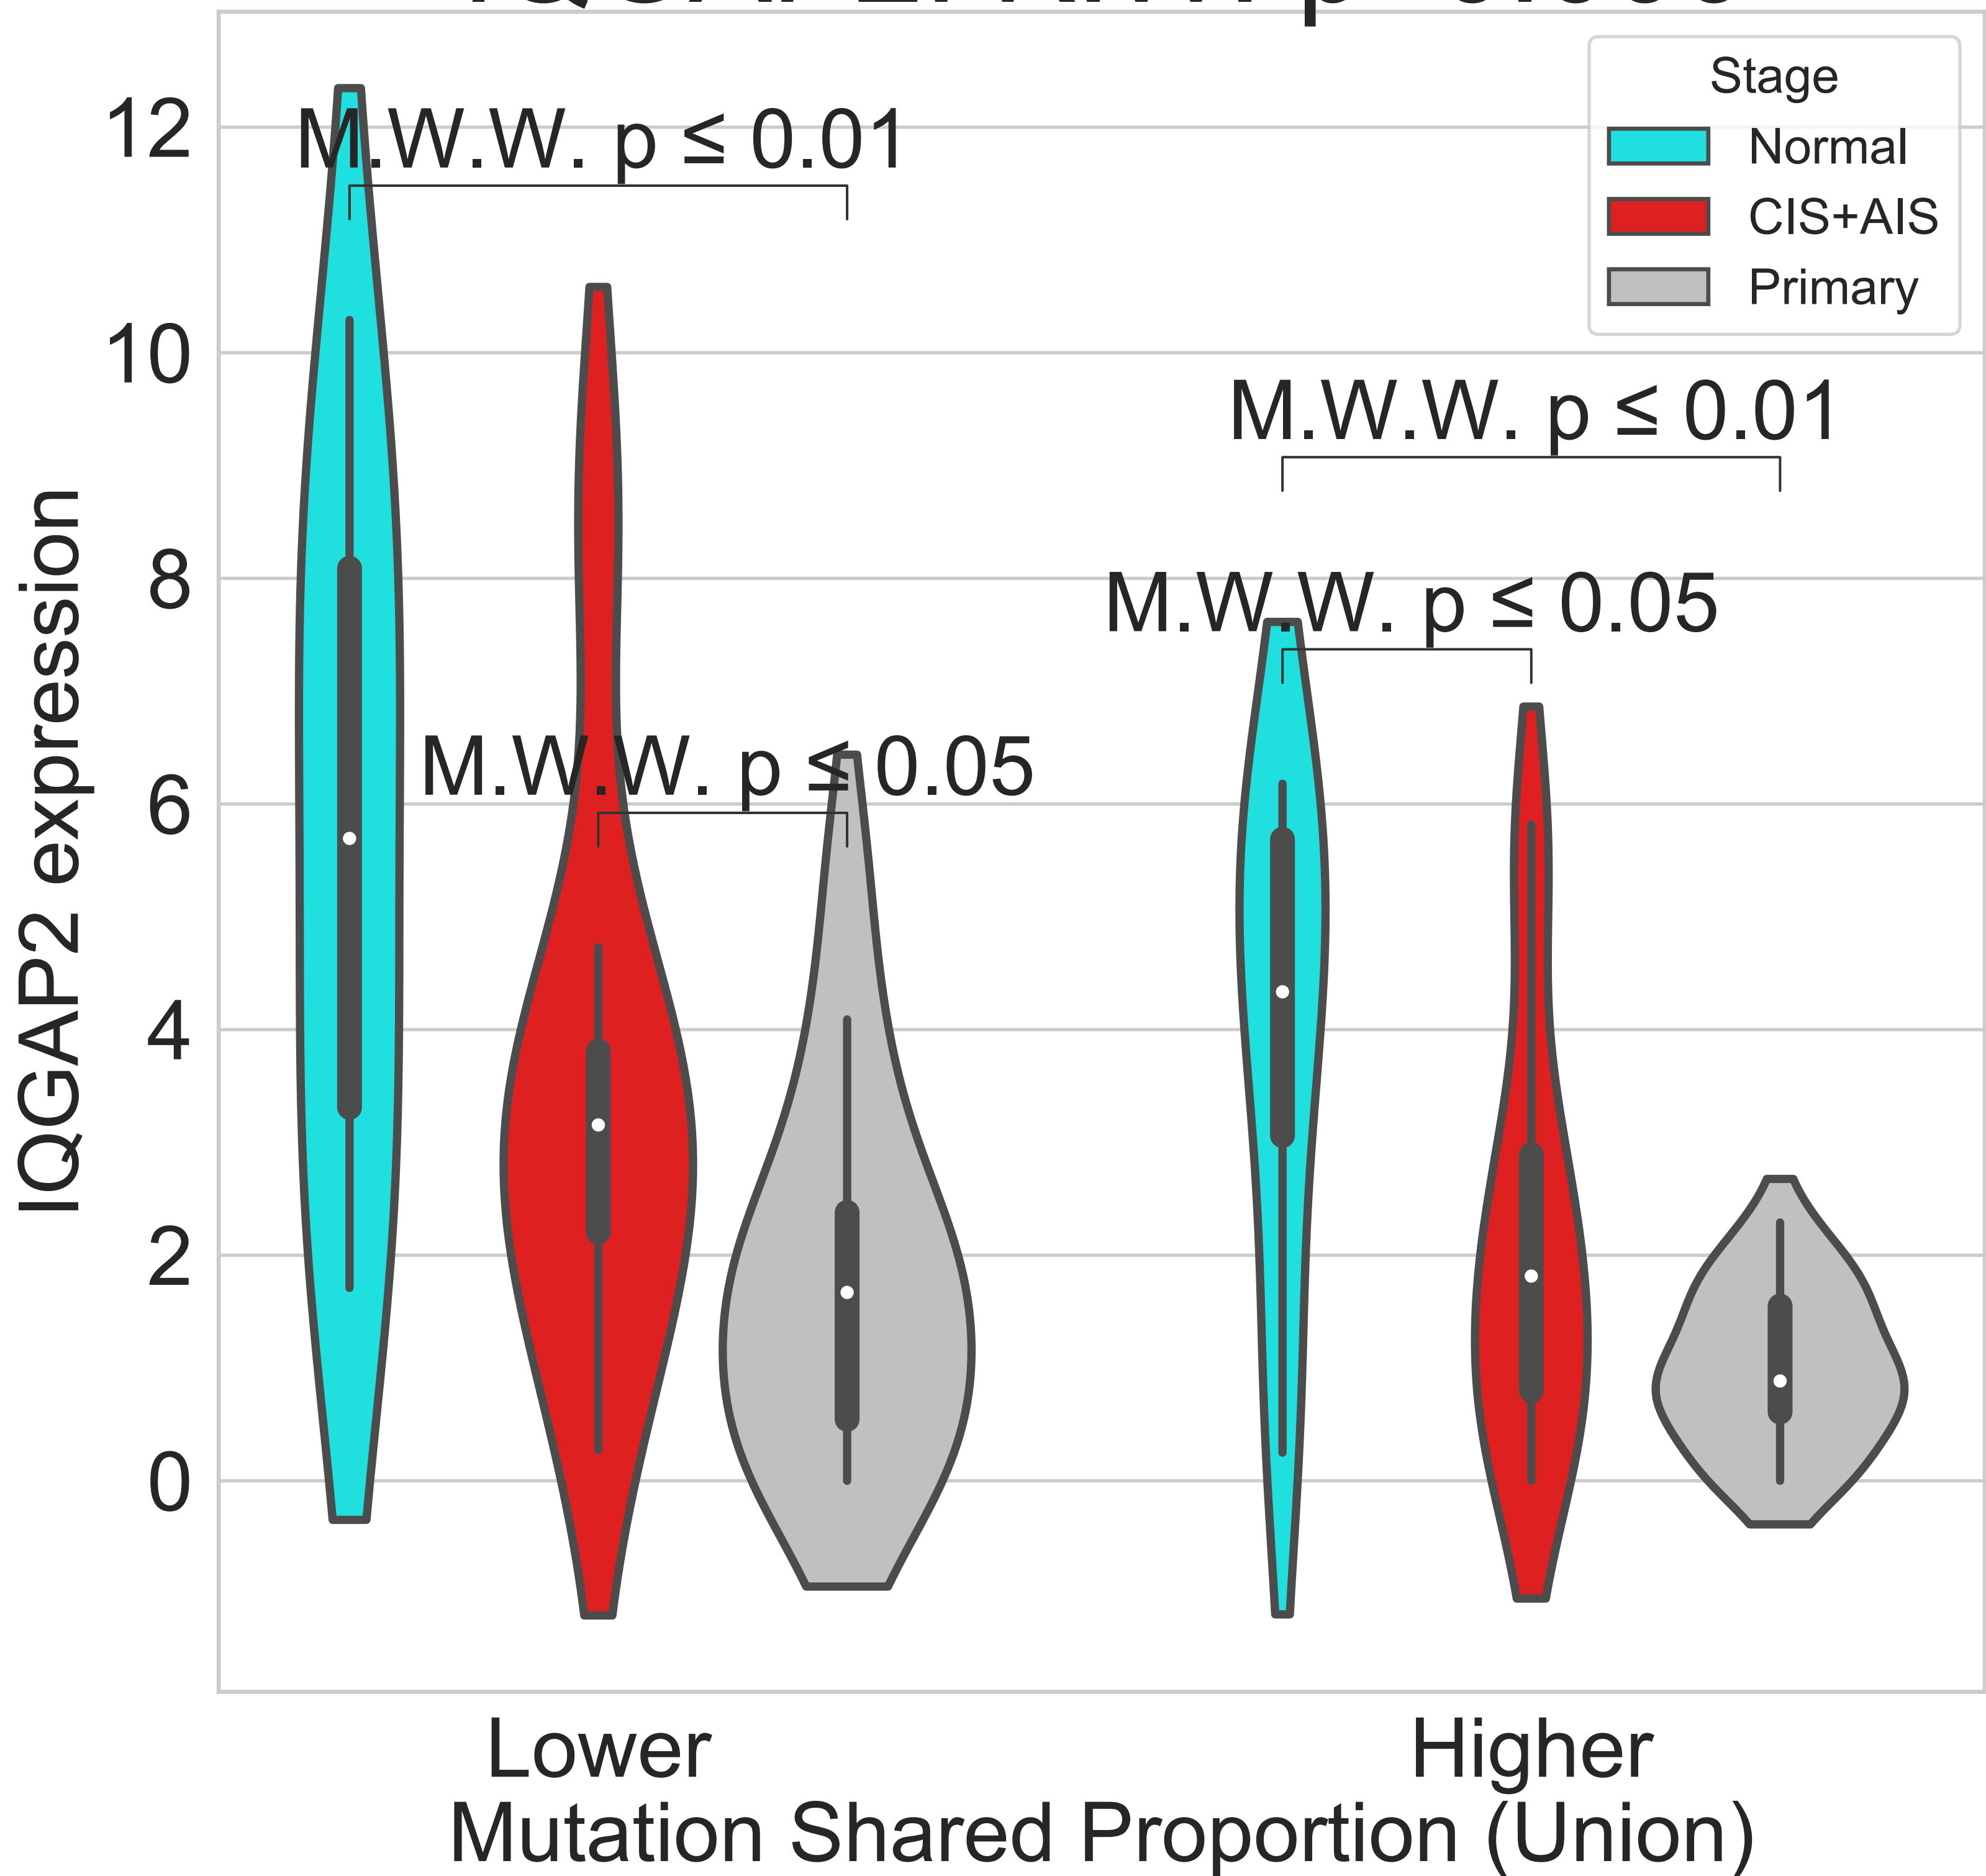 Stage
Normal
CIS+AIS
Primary
M.W.W. p ≤ 0.01
M.W.W. p ≤ 0.01
M.W.W. p ≤ 0.05
M.W.W. p ≤ 0.05
12
10
8
6
4
2
0
IQGAP2 expression
Lower
Higher
Mutation Shared Proportion (Union)